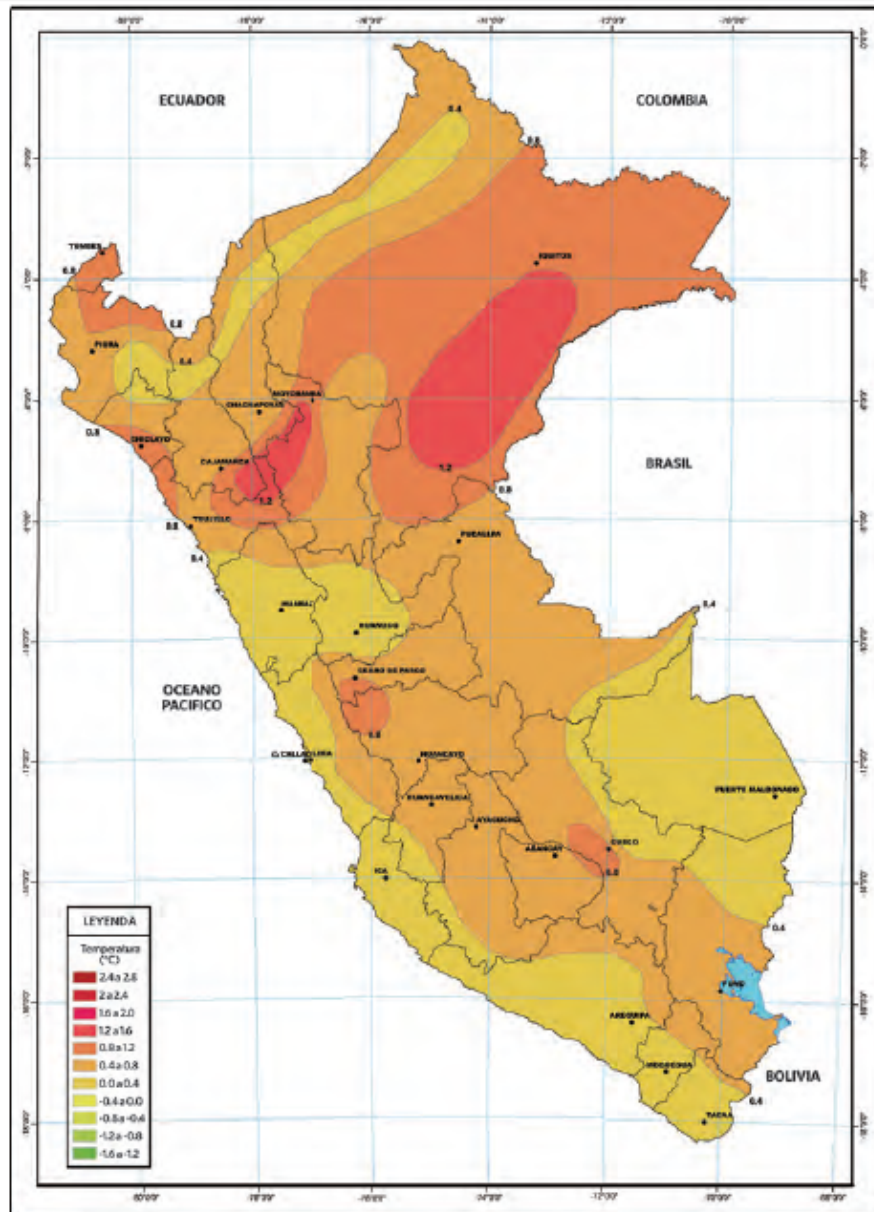 ECUADOR
COLOMBIA
0.4
0.8
TUMBES
IQUITOS
0.8
0.8
PIURA
0.4
MOYOBAMBA
CHACHAPOYAS
0.8
CHICLAYO
CAJAMARCA
BRASIL
1.2
1.2
0.8
0.8
TRUJILLO
PUCALLPA
0.4
HUARAZ
0.4
HUANUCO
CERRO DE PASCO
OCEANO
PACIFICO
0.8
HUANCAYO
LIMA
PUERTO MALDONADO
HUANCAVELICA
AYACUCHO
CUSCO
ABANCAY
0.8
ICA
0.4
PUNO
AREQUIPA
MOQUEGUA
BOLIVIA
0.4
TACNA
LEYENDA
Temperatura
(°C)
2.4 a 2.8
2 a 2.4
1.6 a 2.0
1.2 a 1.6
0.8 a 1.2
0.4 a 0.8
0.0 a 0.4
-0.4 a 0.0
-0.8 a -0.4
-1.2 a -0.8
-1.6 a -1.2